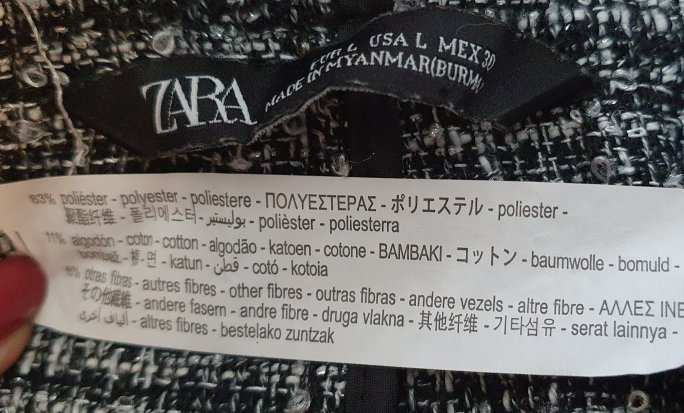 ZARA
EUR L USA L MEX 30
MADE IN MYANMAR(BURMA)
83% poliéster - polyester - poliestere - ΠΟΛΥΕΣΤΕΡΑΣ - ポリエステル - poliester -
聚酯纤维 - 폴리에스터 - بوليستير - polièster - poliesterra
11% algodón - coton - cotton - algodão - katoen - cotone - ΒΑΜΒΑΚΙ - コットン - baumwolle - bomuld -
棉 - 면 - katun - قطن - cotó - kotoia
6% otras fibras - autres fibres - other fibres - outras fibras - andere vezels - altre fibre - ΑΛΛΕΣ ΙΝΕ
その他繊維 - andere fasern - andre fibre - druga vlakna - 其他纤维 - 기타섬유 - serat lainnya -
ألياف أخرى - altres fibres - bestelako zuntzak